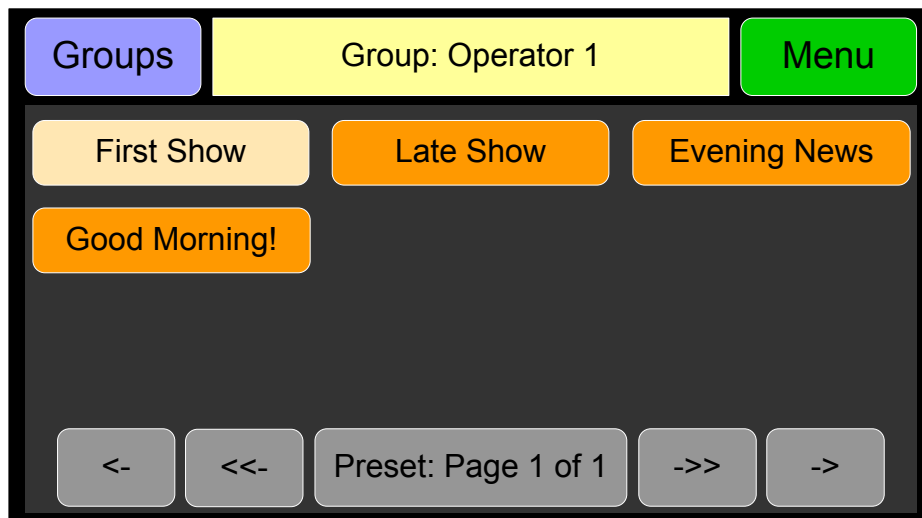 Groups
Group: Operator 1
Menu
First Show
Late Show
Evening News
Good Morning!
<-
<<-
Preset: Page 1 of 1
->>
->